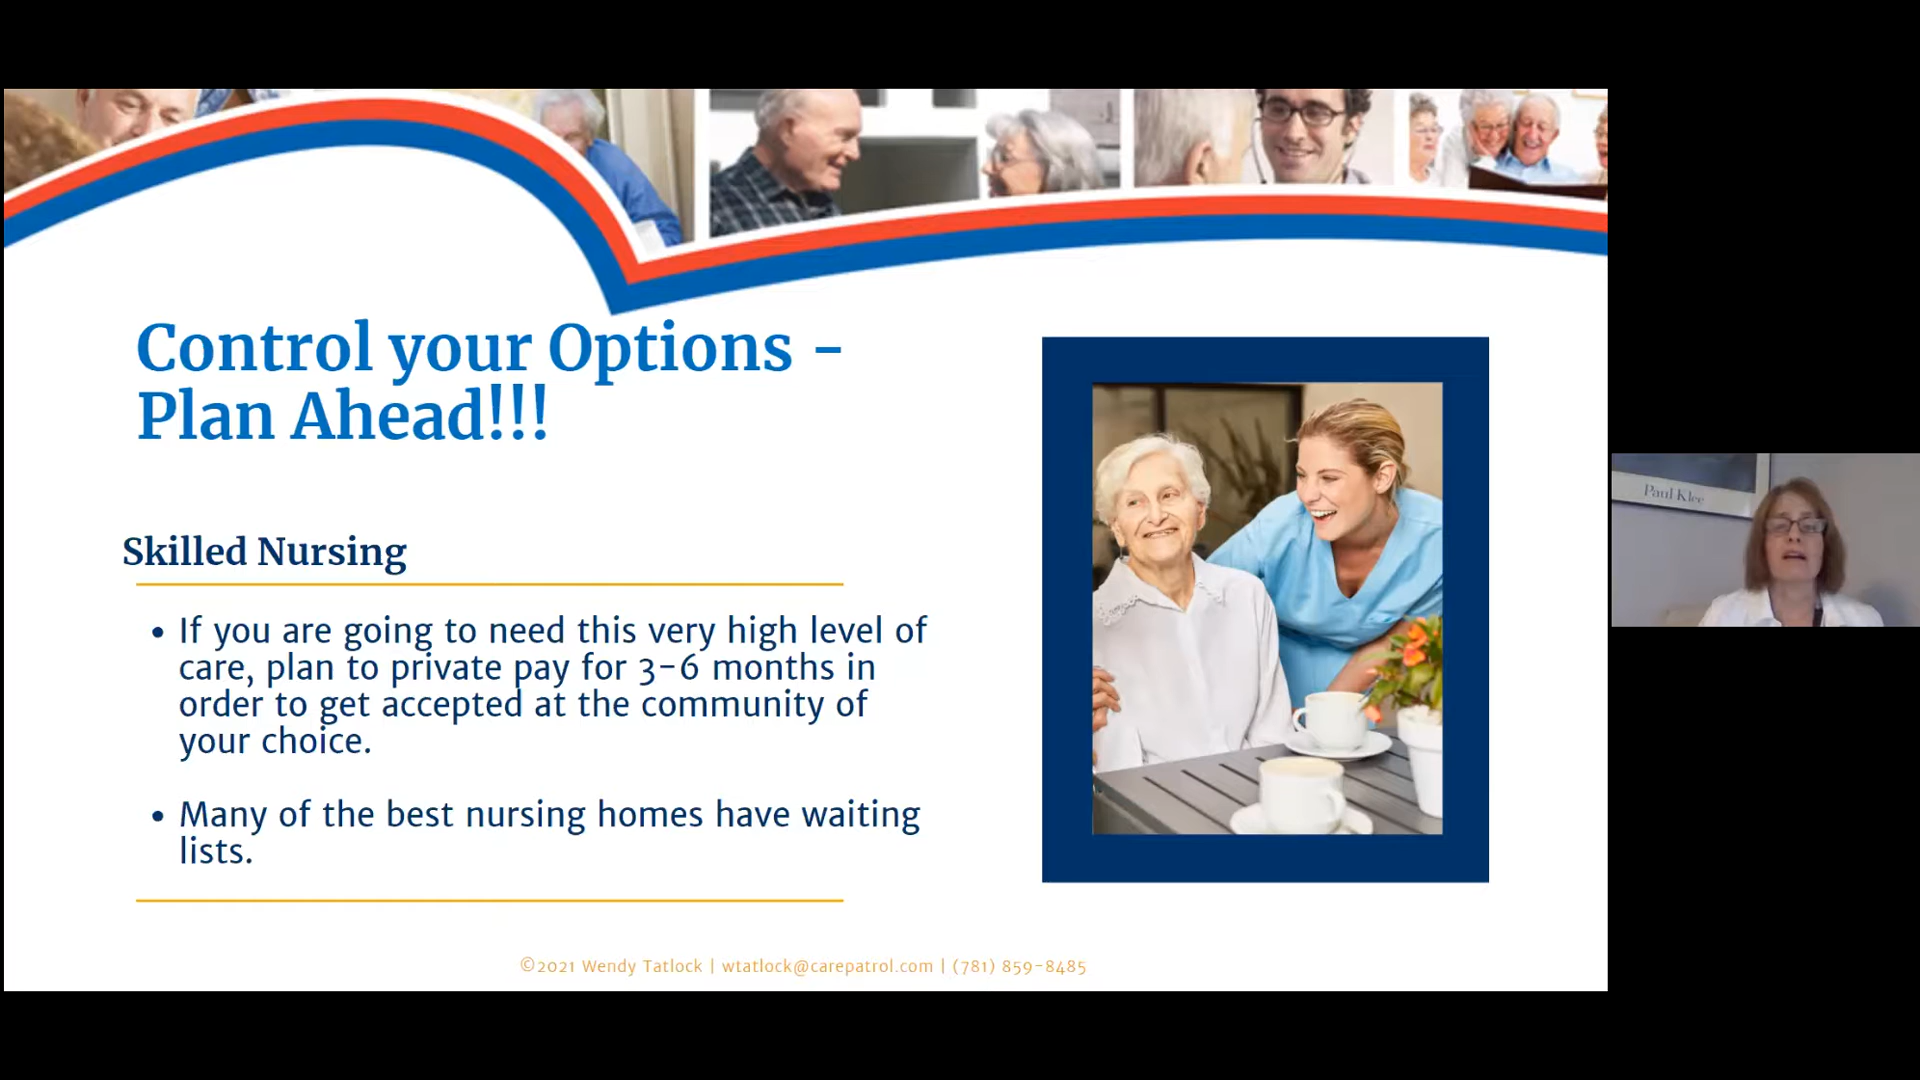 Control your Options -
Plan Ahead!!!
Skilled Nursing
• If you are going to need this very high level of
care, plan to private pay for 3-6 months in
order to get accepted at the community of
your choice.
• Many of the best nursing homes have waiting
lists.
©2021 Wendy Tatlock | wtatlock@carepatrol.com | (781) 859-8485
Paul Klee